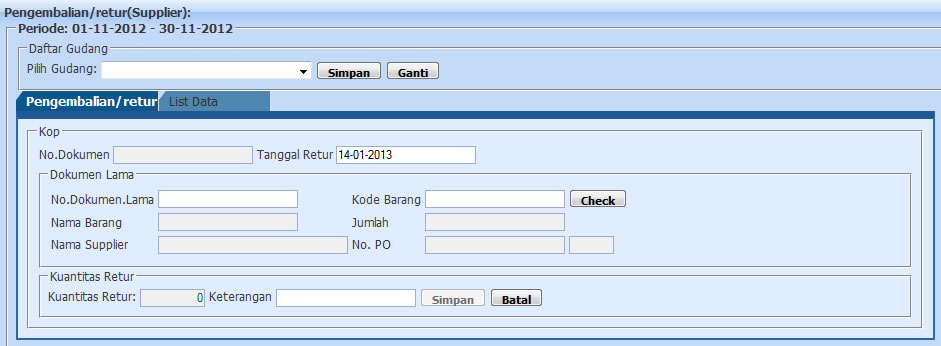 Pengembalian/retur(Supplier):
Periode: 01-11-2012 - 30-11-2012
Daftar Gudang
Pilih Gudang: Simpan Ganti
Pengembalian/retur List Data
Kop
No.Dokumen Tanggal Retur 14-01-2013
Dokumen Lama
No.Dokumen.Lama Kode Barang Check
Nama Barang Jumlah
Nama Supplier No. PO
Kuantitas Retur
Kuantitas Retur: 0 Keterangan Simpan Batal